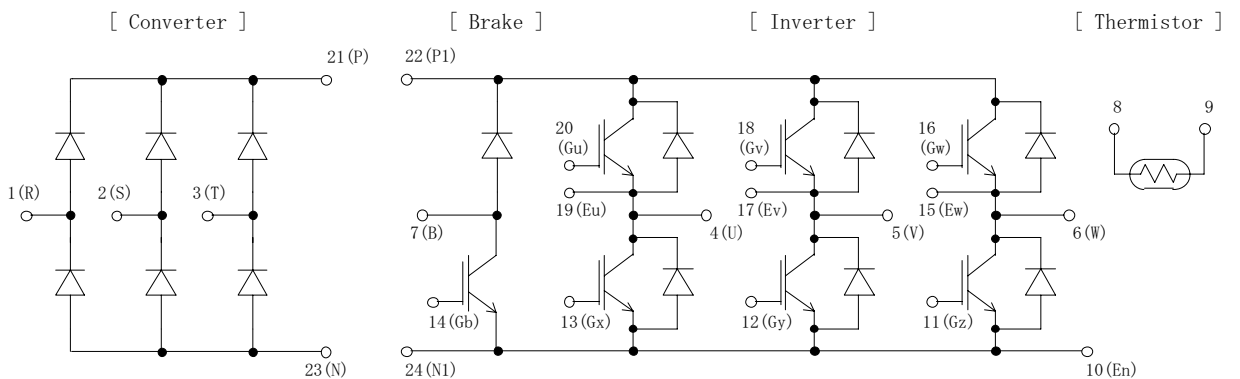 [ Converter ]
[ Brake ]
[ Inverter ]
[ Thermistor ]
21(P)
22(P1)
20
(Gu)
18
(Gv)
16
(Gw)
8
9
1(R)
2(S)
3(T)
19(Eu)
17(Ev)
15(Ew)
7(B)
4(U)
5(V)
6(W)
14(Gb)
13(Gx)
12(Gy)
11(Gz)
23(N)
24(N1)
10(En)